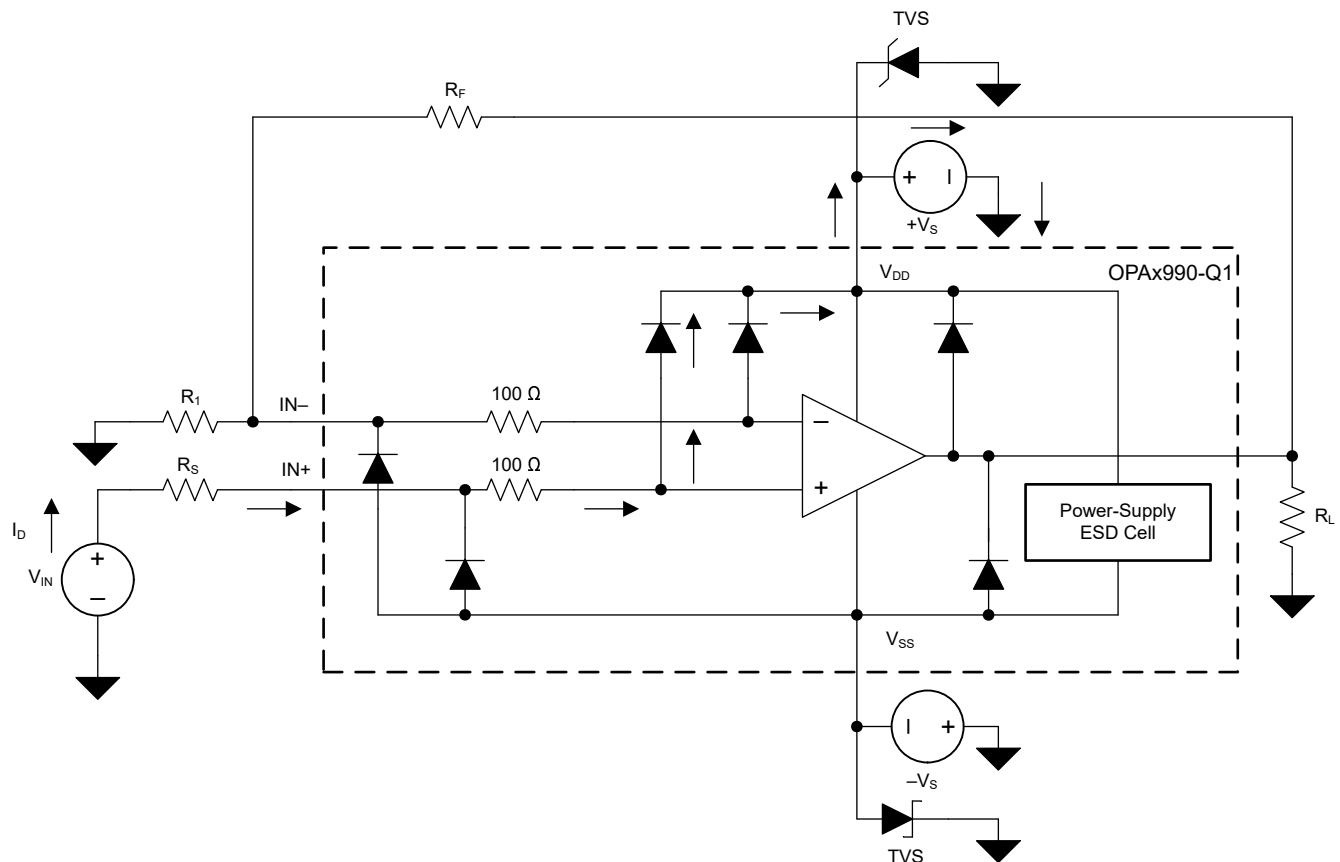 TVS
R_F
+ –
+V_S
V_DD
OPAx990-Q1
R_1
IN–
100 Ω
–
R_S
IN+
100 Ω
+
I_D
+
V_IN
–
Power-Supply
ESD Cell
R_L
V_SS
– +
–V_S
TVS